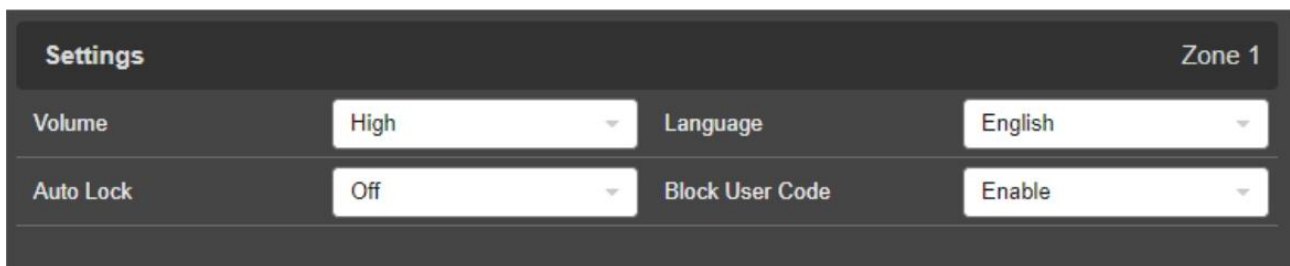 Settings Zone 1
Volume High Language English
Auto Lock Off Block User Code Enable